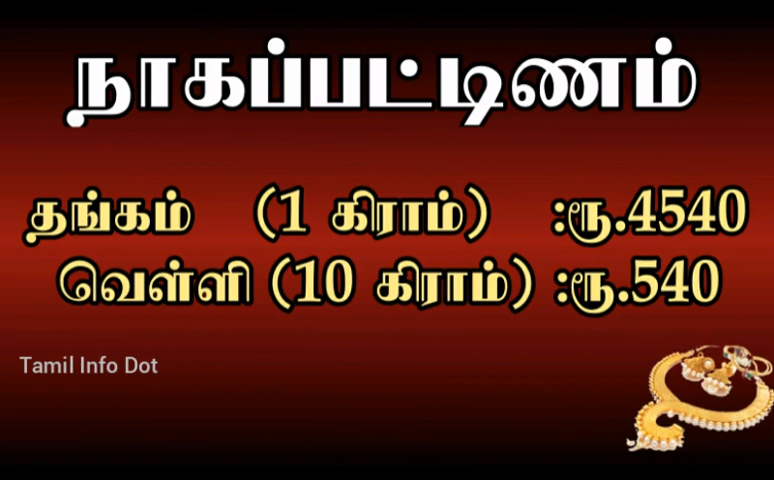 நாகப்பட்டிணம்
தங்கம் (1 கிராம்) :ரூ.4540
வெள்ளி (10 கிராம்) :ரூ.540
Tamil Info Dot